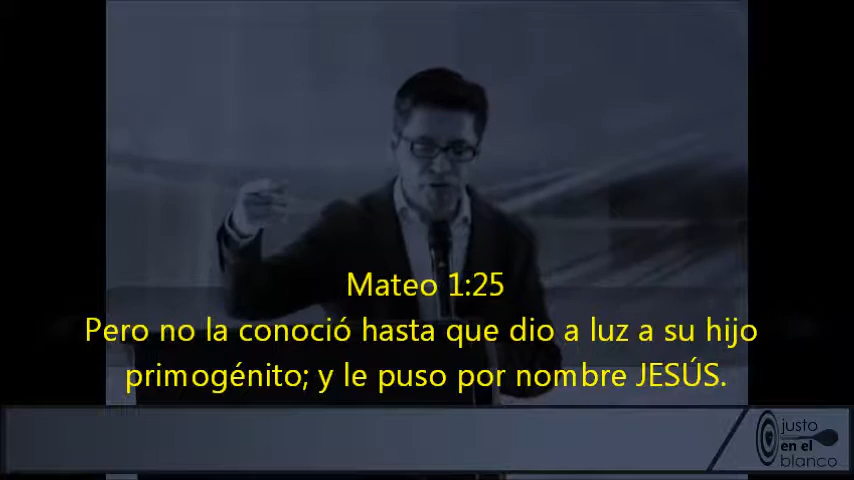 Mateo 1:25
Pero no la conoció hasta que dio a luz a su hijo
primogénito; y le puso por nombre JESÚS.
justo
en el
blanco